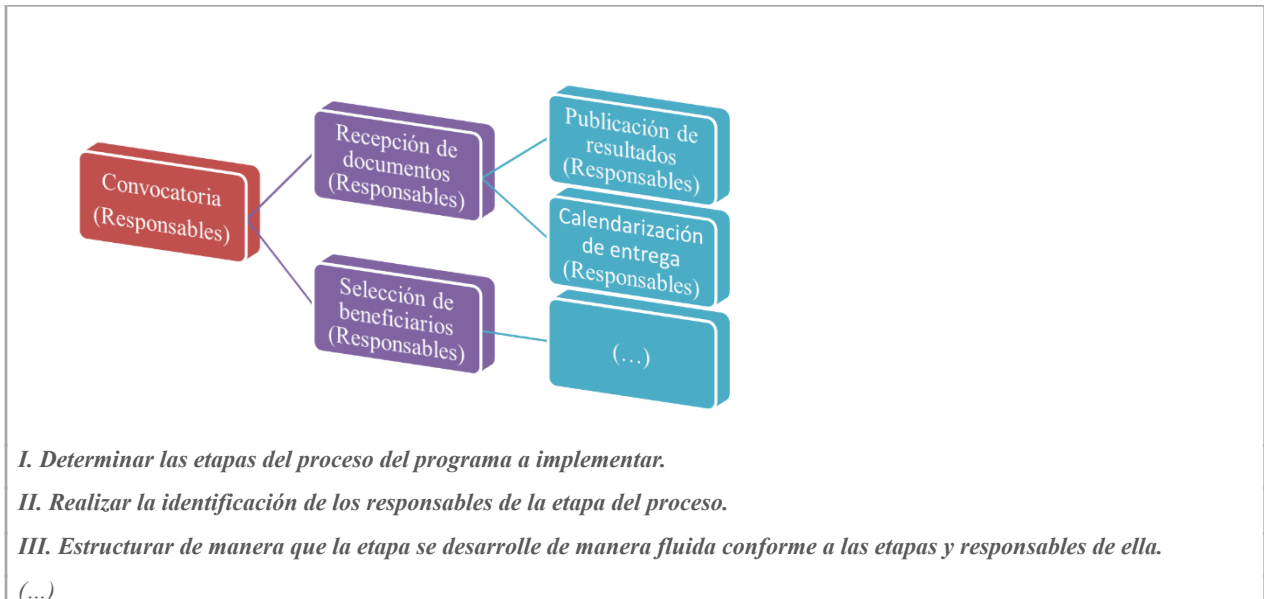 Convocatoria
(Responsables)
Recepción de
documentos
(Responsables)
Selección de
beneficiarios
(Responsables)
Publicación de
resultados
(Responsables)
Calendarización
de entrega
(Responsables)
(…)
I. Determinar las etapas del proceso del programa a implementar.
II. Realizar la identificación de los responsables de la etapa del proceso.
III. Estructurar de manera que la etapa se desarrolle de manera fluida conforme a las etapas y responsables de ella.
(…)